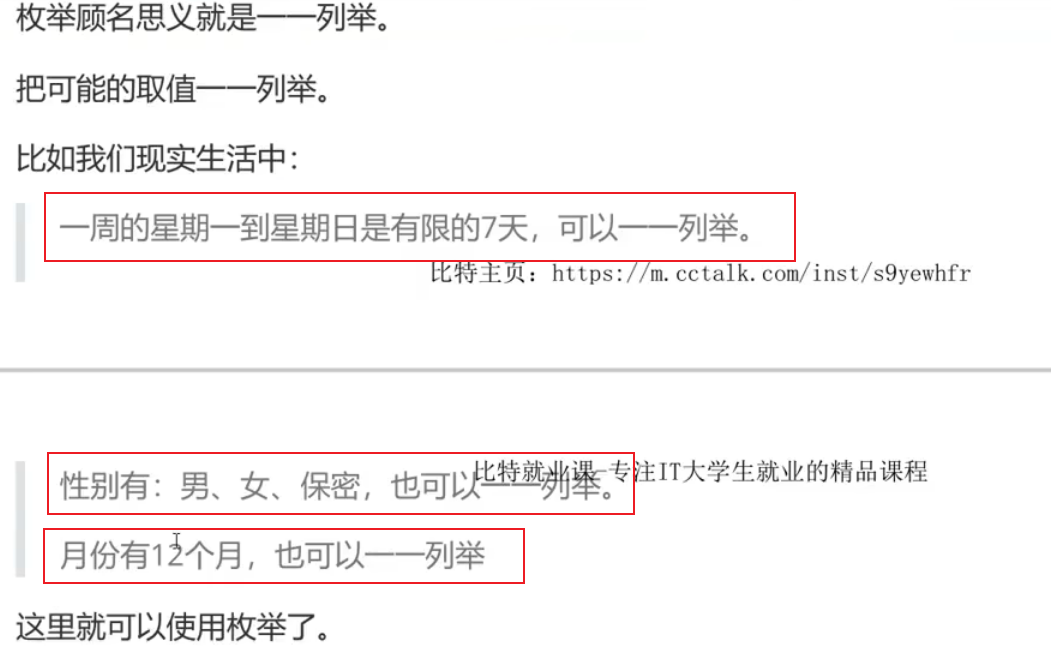 枚举顾名思义就是一一列举。
把可能的取值一一列举。
比如我们现实生活中：
一周的星期一到星期日是有限的7天，可以一一列举。
比特主页：https://m.cctalk.com/inst/s9yewhfr
比特就业课-专注IT大学生就业的精品课程
性别有：男、女、保密，也可以一一列举。
月份有12个月，也可以一一列举
这里就可以使用枚举了。